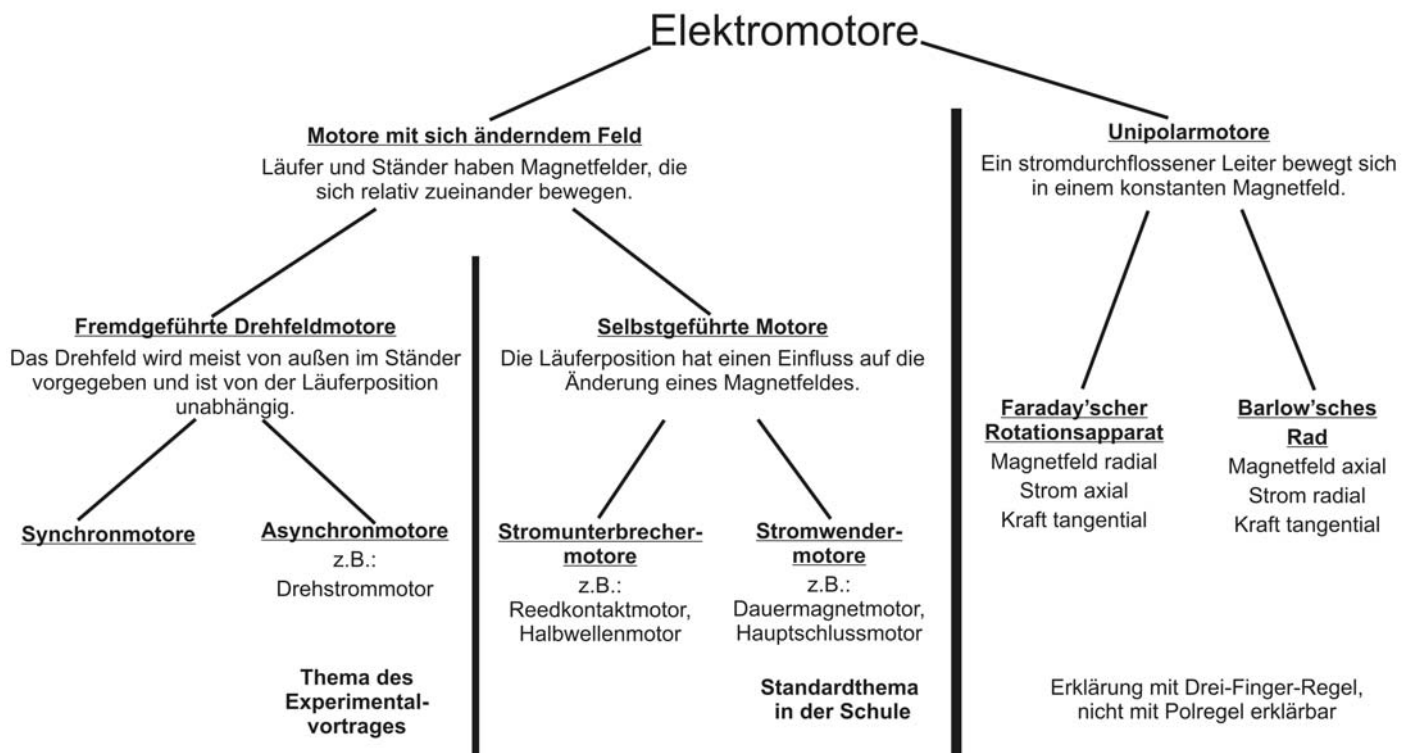 Elektromotore
Motore mit sich änderndem Feld
Läufer und Ständer haben Magnetfelder, die
sich relativ zueinander bewegen.
Unipolarmotore
Ein stromdurchflossener Leiter bewegt sich
in einem konstanten Magnetfeld.
Fremdgeführte Drehfeldmotore
Das Drehfeld wird meist von außen im Ständer
vorgegeben und ist von der Läuferposition
unabhängig.
Selbstgeführte Motore
Die Läuferposition hat einen Einfluss auf die
Änderung eines Magnetfeldes.
Faraday'scher
Rotationsapparat
Magnetfeld radial
Strom axial
Kraft tangential
Barlow'sches
Rad
Magnetfeld axial
Strom radial
Kraft tangential
Synchronmotore
Asynchronmotore
z.B.:
Drehstrommotor
Stromunterbrecher-
motore
z.B.:
Reedkontaktmotor,
Halbwellenmotor
Stromwender-
motore
z.B.:
Dauermagnetmotor,
Hauptschlussmotor
Thema des
Experimental-
vortrages
Standardthema
in der Schule
Erklärung mit Drei-Finger-Regel,
nicht mit Polregel erklärbar